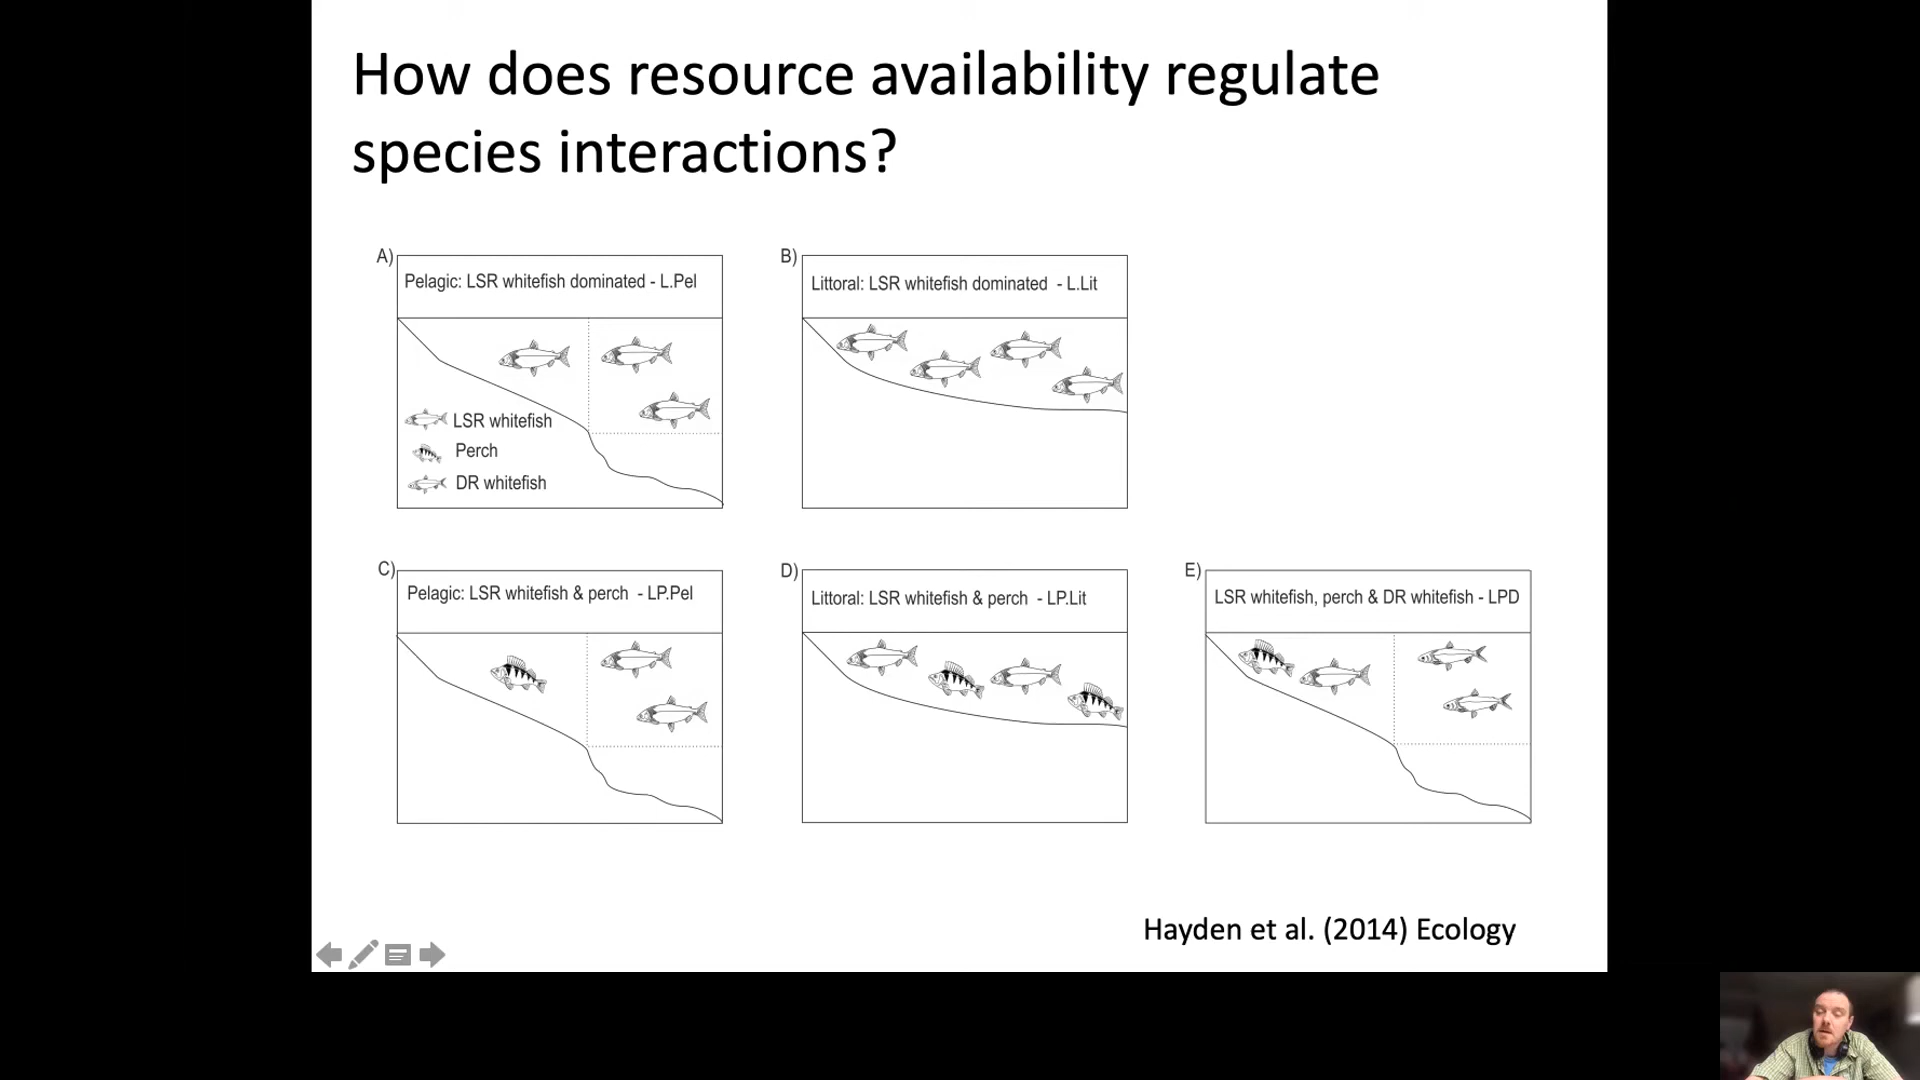 How does resource availability regulate
species interactions?
A)
Pelagic: LSR whitefish dominated - L.Pel
LSR whitefish
Perch
DR whitefish
B)
Littoral: LSR whitefish dominated - L.Lit
C)
Pelagic: LSR whitefish & perch - LP.Pel
D)
Littoral: LSR whitefish & perch - LP.Lit
E)
LSR whitefish, perch & DR whitefish - LPD
Hayden et al. (2014) Ecology